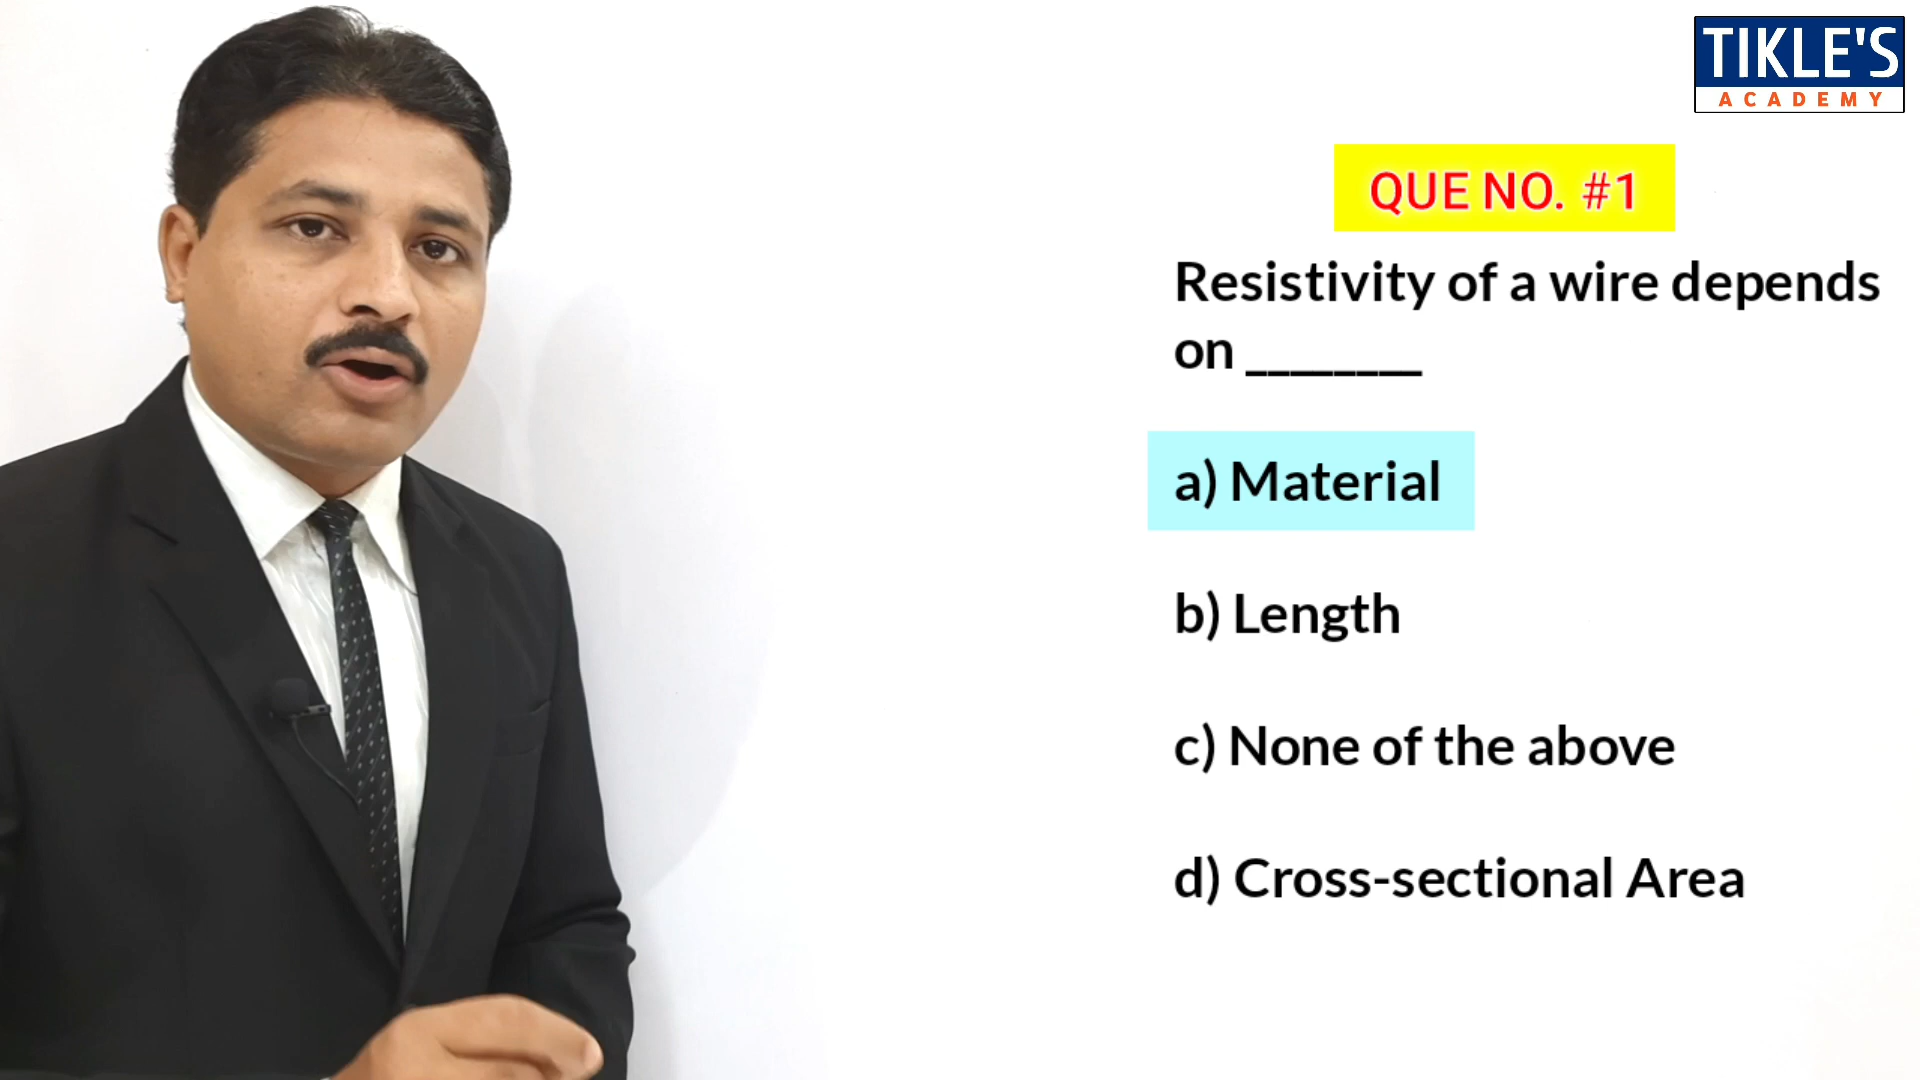 TIKLE'S
ACADEMY
QUE NO. #1
Resistivity of a wire depends
on ________
a) Material
b) Length
c) None of the above
d) Cross-sectional Area